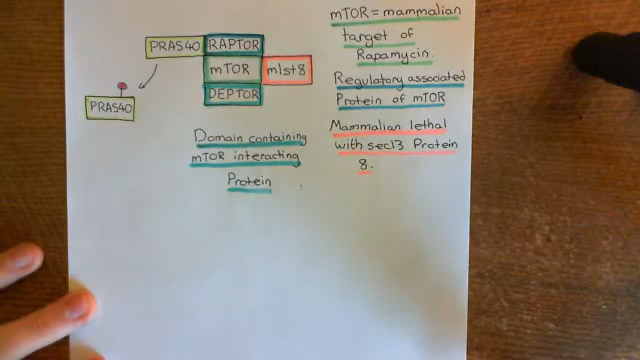 PRAS40 RAPTOR
mTOR mlst8
DEPTOR
PRAS40
Domain containing
mTOR interacting
Protein
mTOR = mammalian
target of
Rapamycin.
Regulatory associated
Protein of mTOR
Mammalian lethal
with sec13 Protein
8.